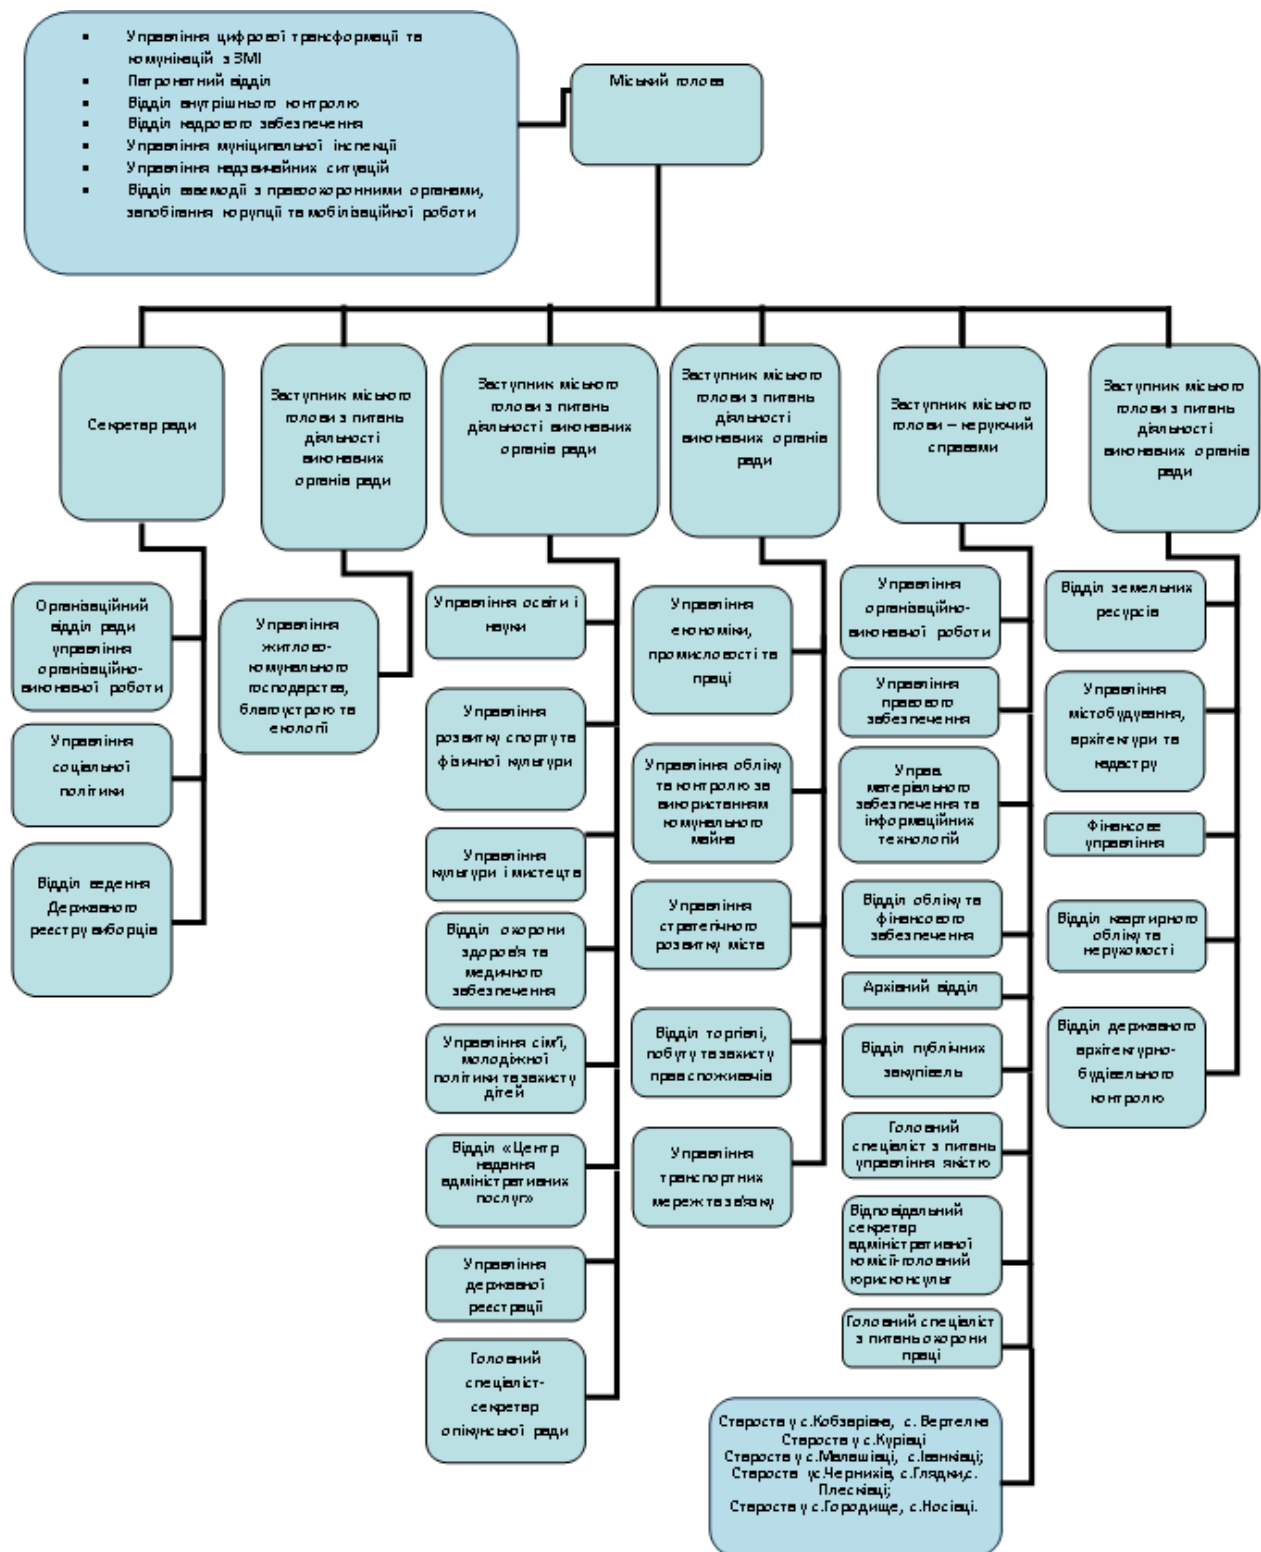 Управління цифрової трансформації та
комунікацій з ЗМІ
Патронатний відділ
Відділ внутрішнього контролю
Відділ кадрового забезпечення
Управління муніципальної інспекції
Управління надзвичайних ситуацій
Відділ взаємодії з правоохоронними органами,
запобігання корупції та мобілізаційної роботи
Міський голова
Секретар ради
Заступник міського
голови з питань
діяльності
виконавчих
органів ради
Заступник міського
голови з питань
діяльності виконавчих
органів ради
Заступник міського
голови з питань
діяльності
виконавчих органів
ради
Заступник міського
голови – керуючий
справами
Заступник міського
голови з питань
діяльності
виконавчих органів
ради
Організаційний
відділ ради
управління
організаційно-
виконавчої роботи
Управління
соціальної
політики
Відділ ведення
Державного
реєстру виборців
Управління
житлово-
комунального
господарства,
благоустрою та
екології
Управління освіти і
науки
Управління
розвитку спорту та
фізичної культури
Управління
культури і мистецтв
Відділ охорони
здоров'я та
медичного
забезпечення
Управління сім'ї,
молодіжної
політики та захисту
дітей
Відділ «Центр
надання
адміністративних
послуг»
Управління
державної
реєстрації
Головний
спеціаліст-
секретар
опікунської ради
Управління
економіки,
промисловості та
праці
Управління обліку
та контролю за
використанням
комунального
майна
Управління
стратегічного
розвитку міста
Відділ торгівлі,
побуту та захисту
прав споживачів
Управління
транспортних
мереж та зв'язку
Управління
організаційно-
виконавчої роботи
Управління
правового
забезпечення
Управ.
матеріального
забезпечення та
інформаційних
технологій
Відділ обліку та
фінансового
забезпечення
Архівний відділ
Відділ публічних
закупівель
Головний
спеціаліст з питань
управління якістю
Відповідальний
секретар
адміністративної
комісії-головний
юрисконсульт
Головний спеціаліст
з питань охорони
праці
Староста у с.Кобзарівка, с. Вертелка
Староста у с.Курівці
Староста у с.Малашівці, с.Іванківці;
Староста ус.Чернихів, с.Глядки,с.
Плесківці;
Староста у с.Городище, с.Носівці.
Відділ земельних
ресурсів
Управління
містобудування,
архітектури та
кадастру
Фінансове
управління
Відділ квартирного
обліку та
нерухомості
Відділ державного
архітектурно-
будівельного
контролю